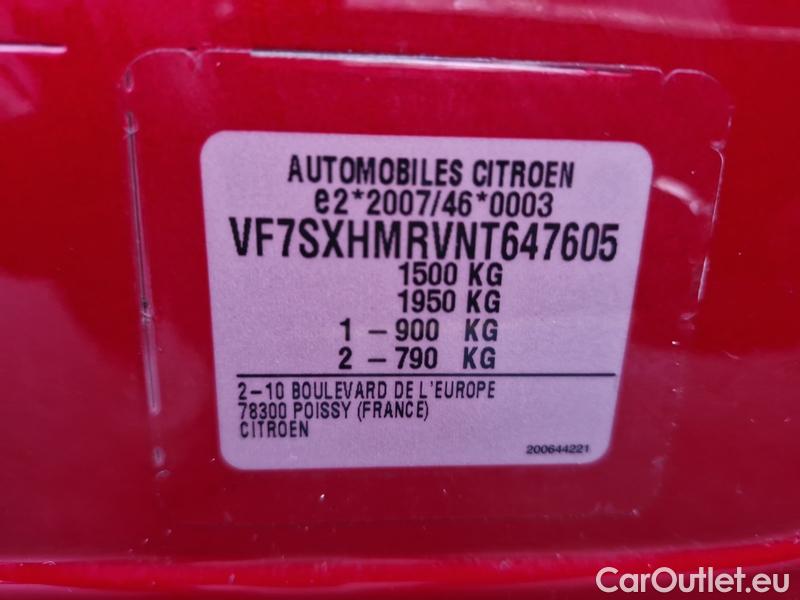 AUTOMOBILES CITROEN
e2*2007/46*0003
VF7SXHMRVNT647605
1500 KG
1950 KG
1 – 900 KG
2 – 790 KG
2–10 BOULEVARD DE L'EUROPE
78300 POISSY (FRANCE)
CITROEN
200644221
CarOutlet.eu